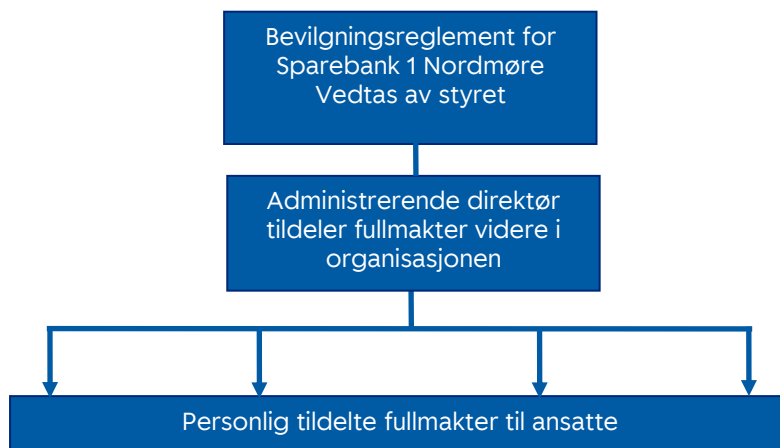 Bevilgningsreglement for
Sparebank 1 Nordmøre
Vedtas av styret
Administrerende direktør
tildeler fullmakter videre i
organisasjonen
Personlig tildelte fullmakter til ansatte